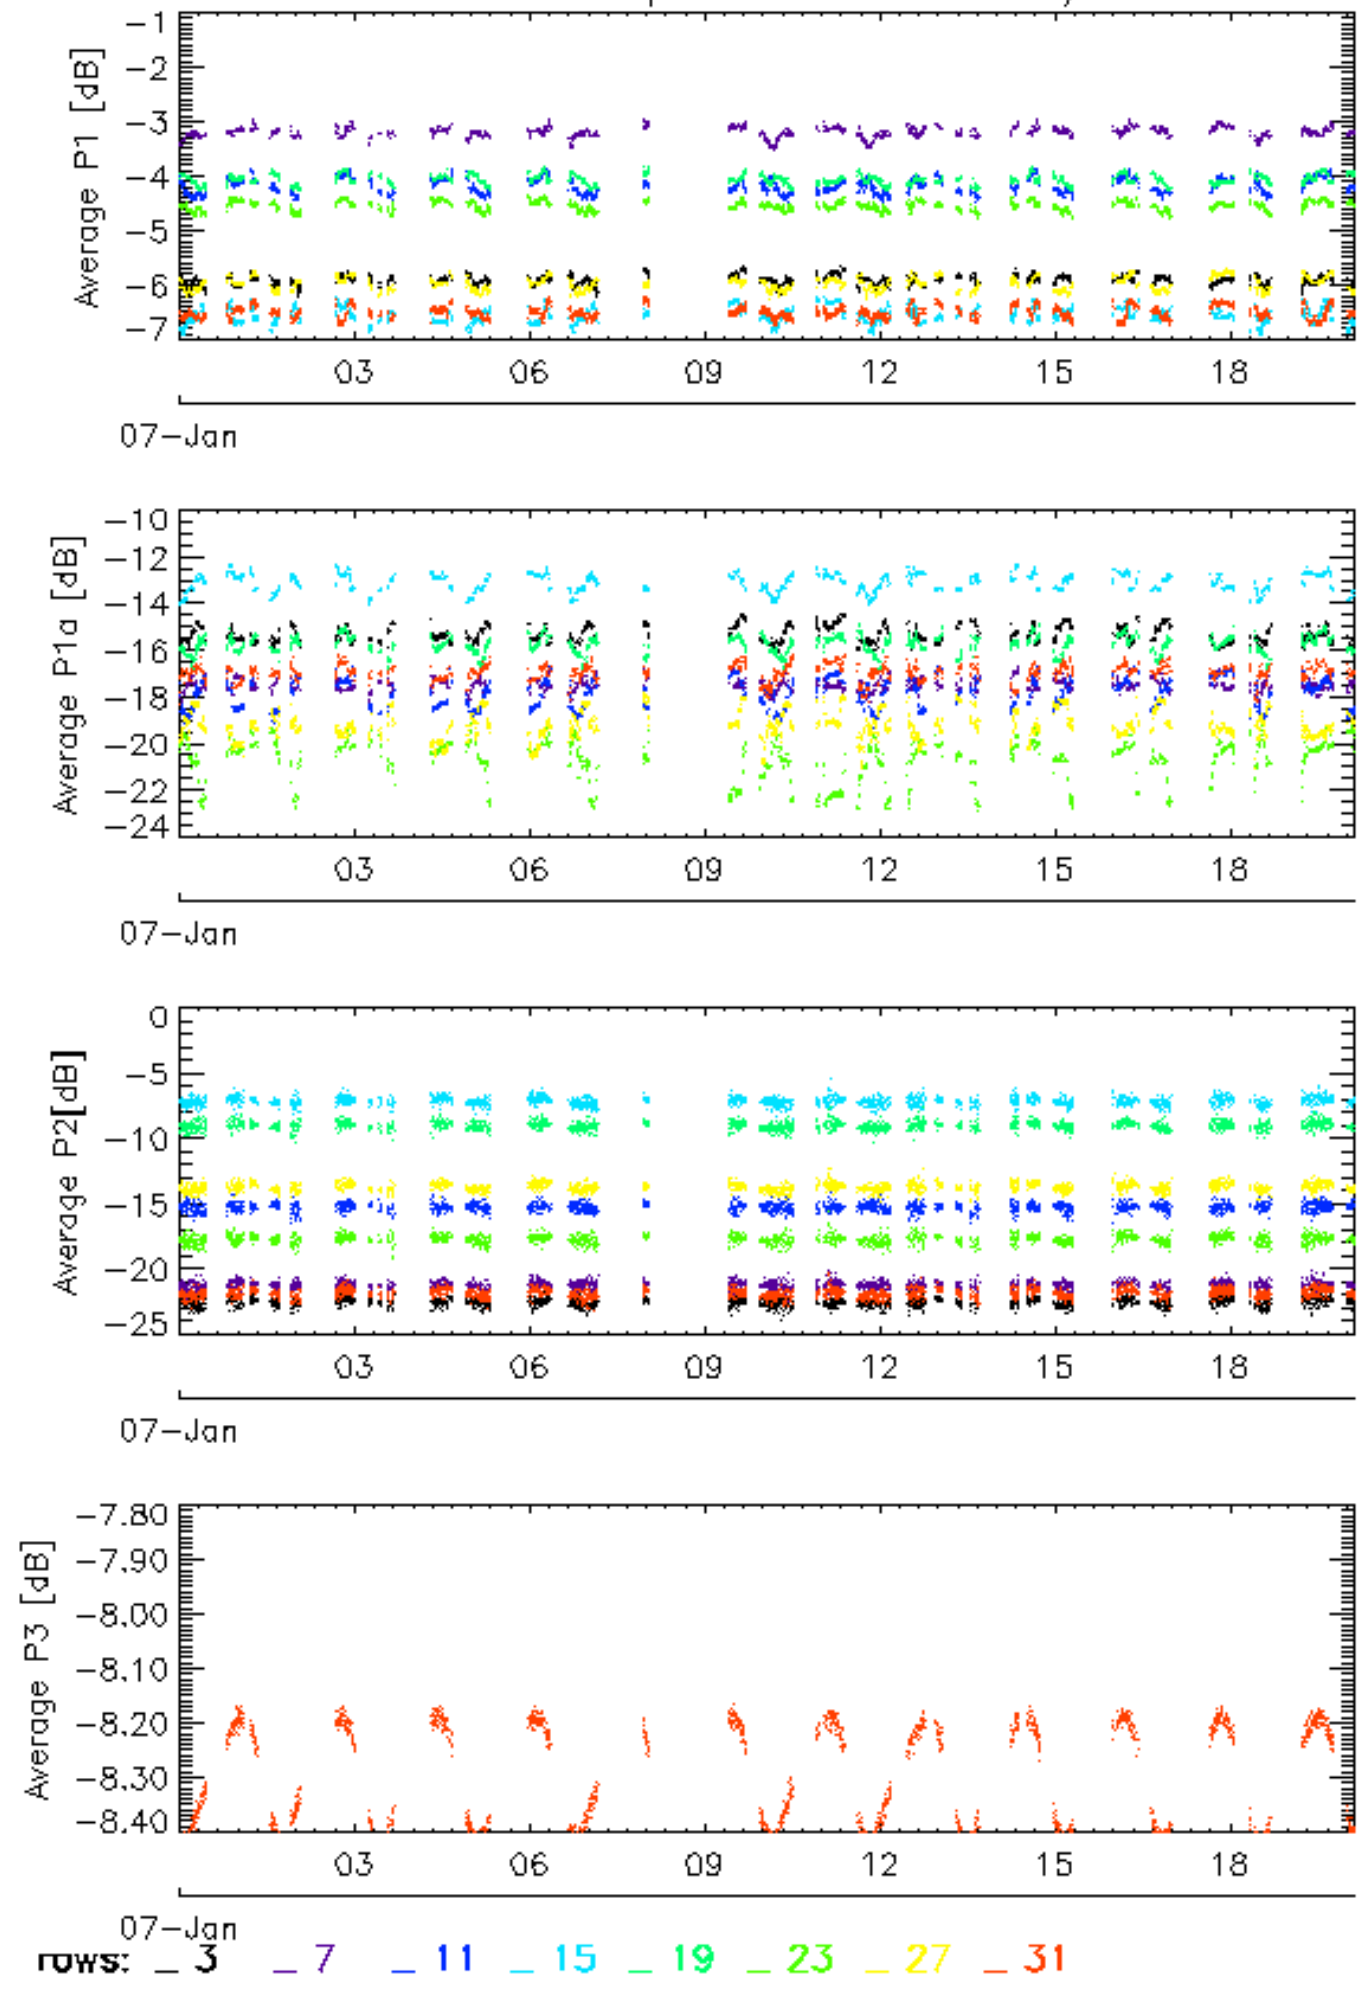 Average P1 [dB]
-1
-2
-3
-4
-5
-6
-7
03 06 09 12 15 18
07-Jan
Average P1a [dB]
-10
-12
-14
-16
-18
-20
-22
-24
03 06 09 12 15 18
07-Jan
Average P2[dB]
0
-5
-10
-15
-20
-25
03 06 09 12 15 18
07-Jan
Average P3 [dB]
-7.80
-7.90
-8.00
-8.10
-8.20
-8.30
-8.40
03 06 09 12 15 18
07-Jan
rows: _ 3 _ 7 _ 11 _ 15 _ 19 _ 23 _ 27 _ 31